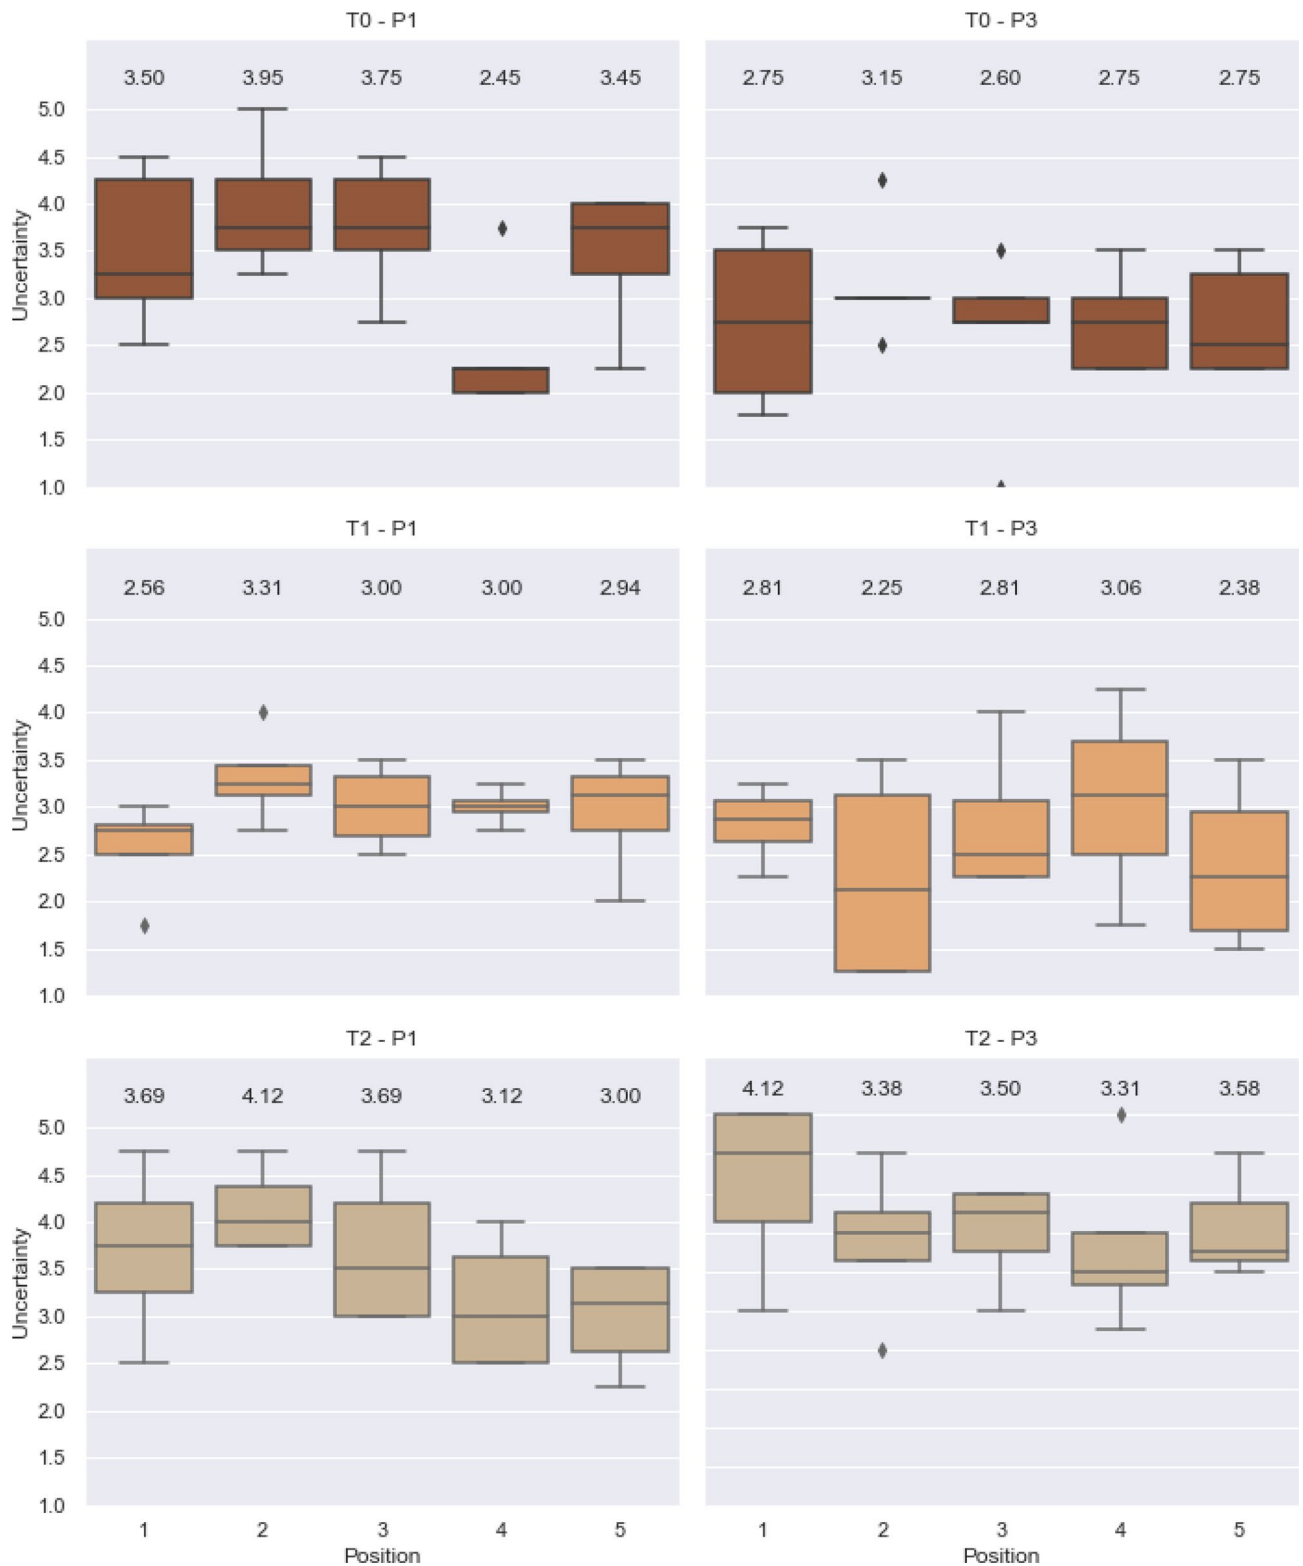 T0 - P1
T0 - P3
3.50 3.95 3.75 2.45 3.45
2.75 3.15 2.60 2.75 2.75
5.0
4.5
4.0
3.5
3.0
2.5
2.0
1.5
1.0
Uncertainty
T1 - P1
T1 - P3
2.56 3.31 3.00 3.00 2.94
2.81 2.25 2.81 3.06 2.38
5.0
4.5
4.0
3.5
3.0
2.5
2.0
1.5
1.0
Uncertainty
T2 - P1
T2 - P3
3.69 4.12 3.69 3.12 3.00
4.12 3.38 3.50 3.31 3.58
5.0
4.5
4.0
3.5
3.0
2.5
2.0
1.5
1.0
Uncertainty
1 2 3 4 5
1 2 3 4 5
Position
Position